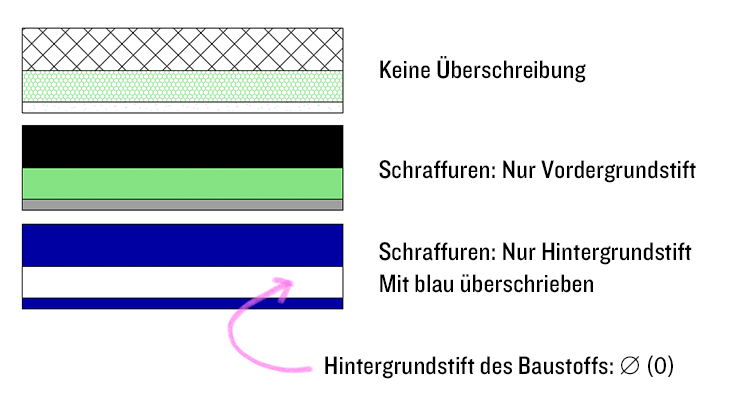 Keine Überschreibung
Schraffuren: Nur Vordergrundstift
Schraffuren: Nur Hintergrundstift
Mit blau überschrieben
Hintergrundstift des Baustoffs: ∅ (0)